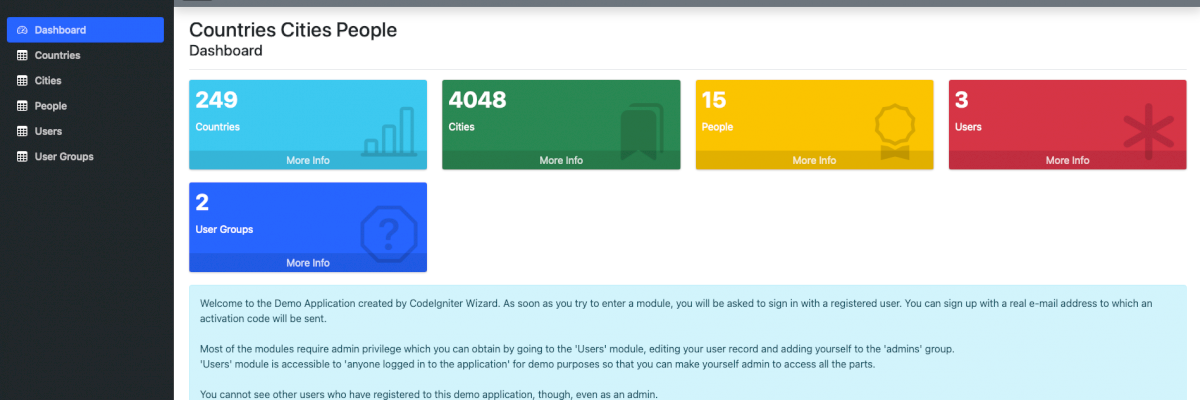 Dashboard
Countries
Cities
People
Users
User Groups
Countries Cities People
Dashboard
249
Countries
More Info
4048
Cities
More Info
15
People
More Info
3
Users
More Info
2
User Groups
?
More Info
Welcome to the Demo Application created by CodeIgniter Wizard. As soon as you try to enter a module, you will be asked to sign in with a registered user. You can sign up with a real e-mail address to which an
activation code will be sent.
Most of the modules require admin privilege which you can obtain by going to the 'Users' module, editing your user record and adding yourself to the 'admins' group.
'Users' module is accessible to 'anyone logged in to the application' for demo purposes so that you can make yourself admin to access all the parts.
You cannot see other users who have registered to this demo application, though, even as an admin.